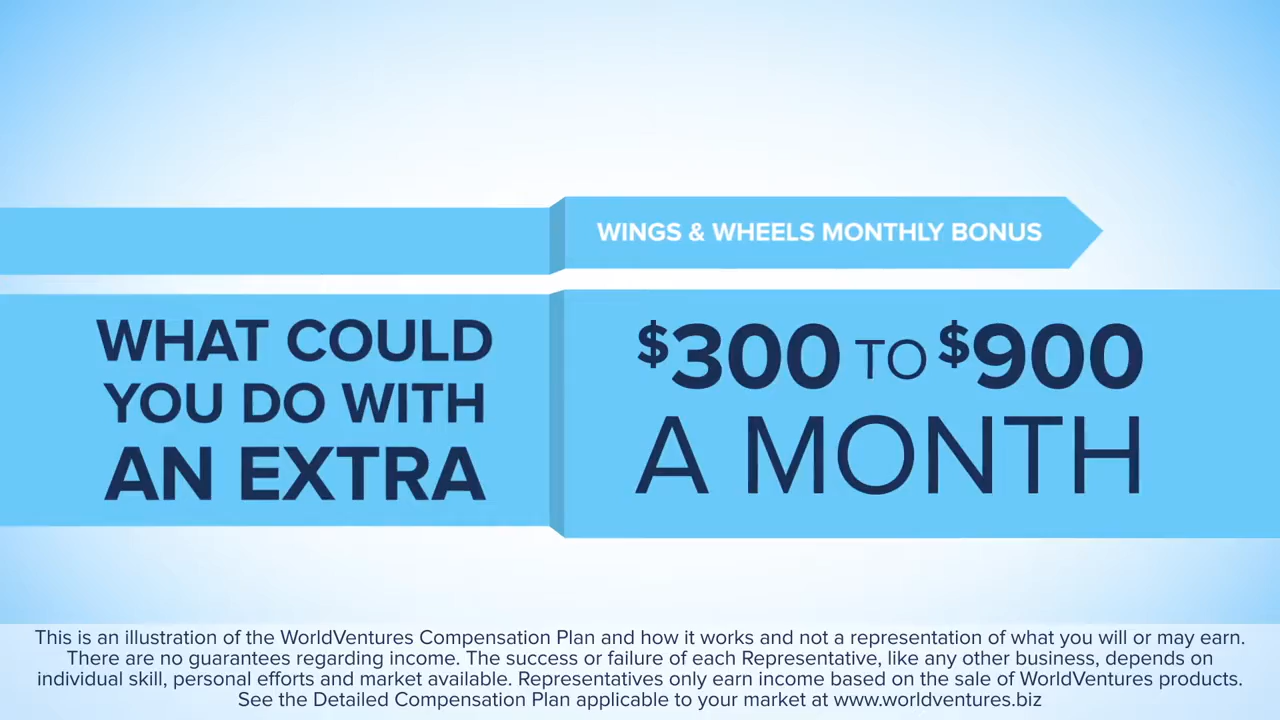 WINGS & WHEELS MONTHLY BONUS
WHAT COULD
YOU DO WITH
AN EXTRA
$300 TO $900
A MONTH
This is an illustration of the WorldVentures Compensation Plan and how it works and not a representation of what you will or may earn.
There are no guarantees regarding income. The success or failure of each Representative, like any other business, depends on
individual skill, personal efforts and market available. Representatives only earn income based on the sale of WorldVentures products.
See the Detailed Compensation Plan applicable to your market at www.worldventures.biz